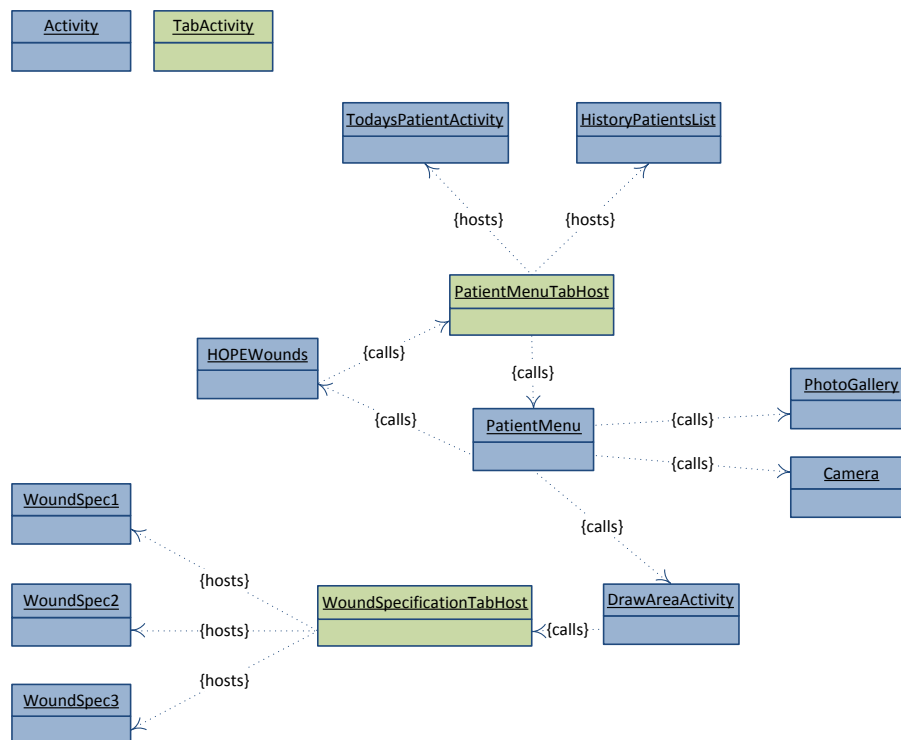 Activity
TabActivity
TodaysPatientActivity
HistoryPatientsList
{hosts}
{hosts}
PatientMenuTabHost
{calls}
HOPEWounds
{calls}
PhotoGallery
{calls}
PatientMenu
{calls}
{calls}
Camera
WoundSpec1
{calls}
{hosts}
WoundSpec2
WoundSpecificationTabHost
DrawAreaActivity
{hosts}
{calls}
{hosts}
WoundSpec3